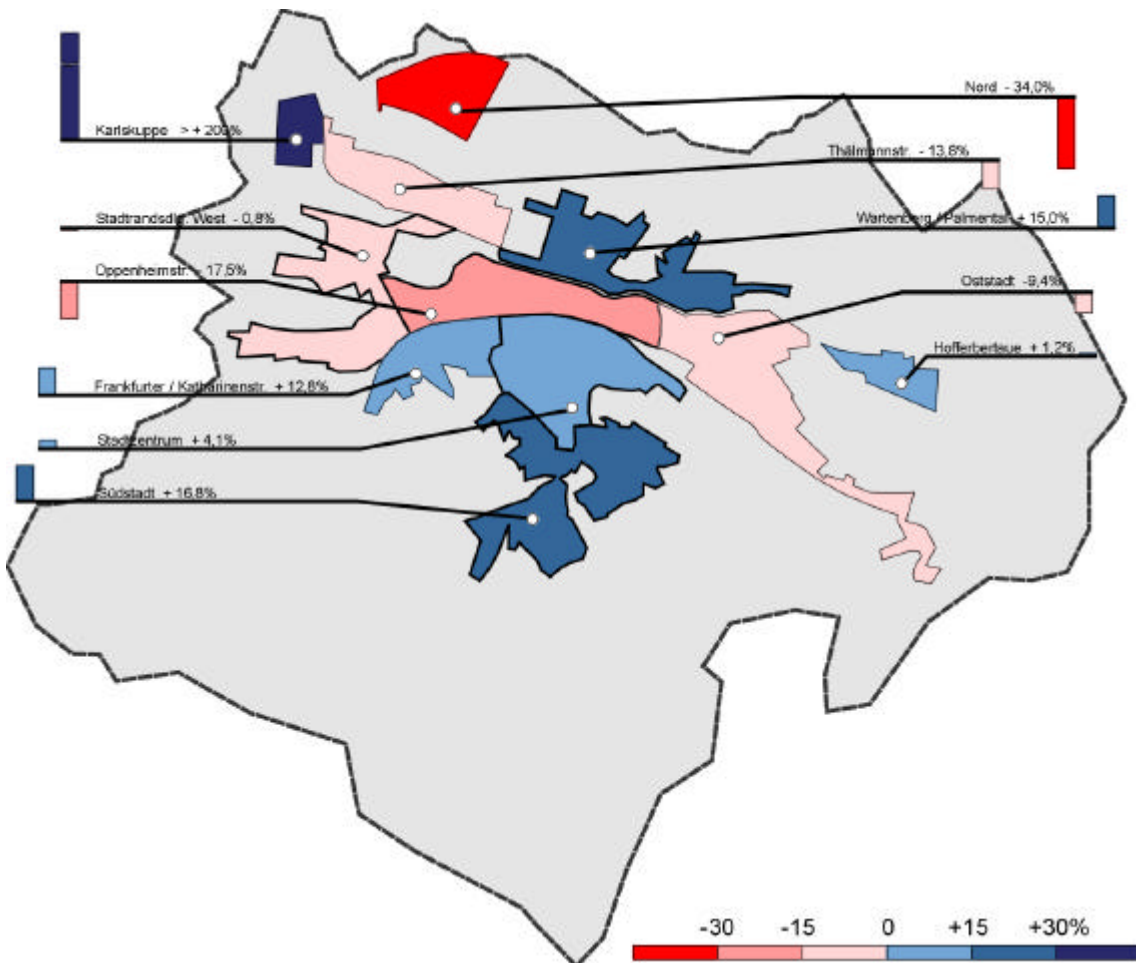 Nord - 34,0%
Karlskuppe > + 200%
Thälmannstr. - 13,8%
Stadtrandsdlg. West - 0,8%
Wartenberg / Palmental + 15,0%
Oppenheimstr. - 17,5%
Oststadt -9,4%
Hofferbertaue + 1,2%
Frankfurter / Katharinenstr. + 12,8%
Stadtzentrum + 4,1%
Südstadt + 16,8%
-30 -15 0 +15 +30%